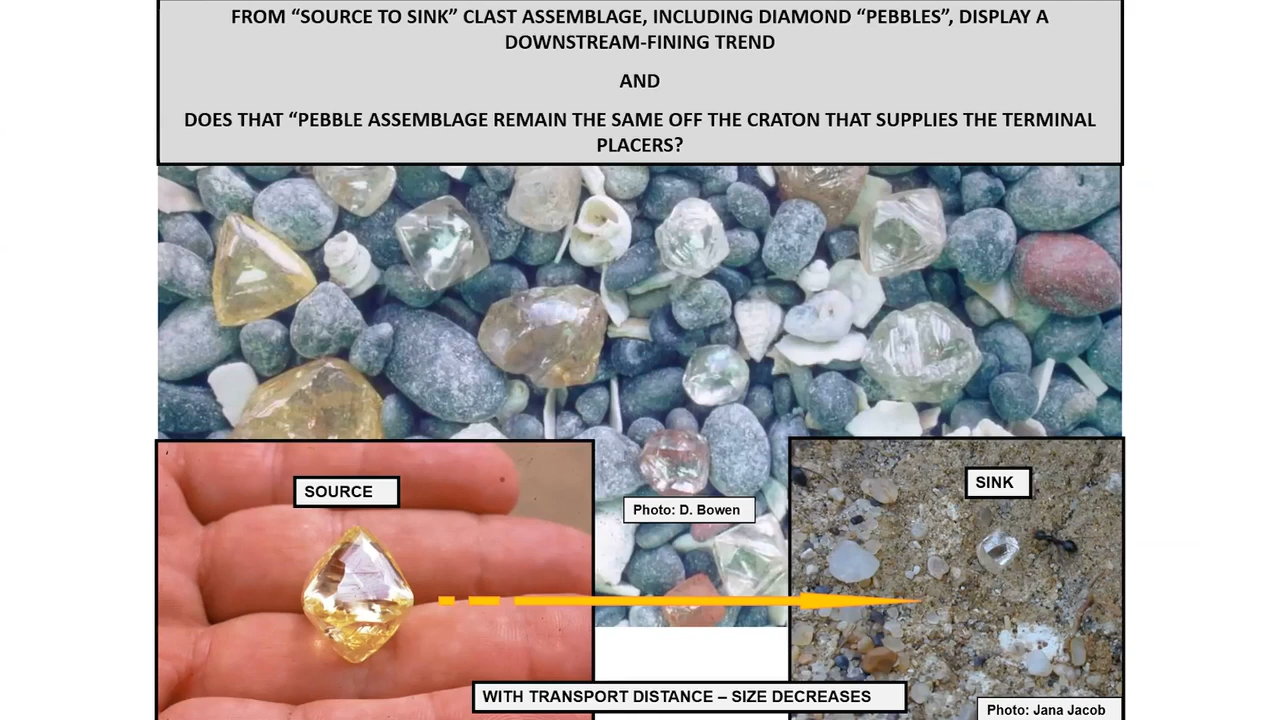 FROM “SOURCE TO SINK” CLAST ASSEMBLAGE, INCLUDING DIAMOND “PEBBLES”, DISPLAY A
DOWNSTREAM-FINING TREND
AND
DOES THAT “PEBBLE ASSEMBLAGE REMAIN THE SAME OFF THE CRATON THAT SUPPLIES THE TERMINAL
PLACERS?
SOURCE
SINK
Photo: D. Bowen
WITH TRANSPORT DISTANCE – SIZE DECREASES
Photo: Jana Jacob